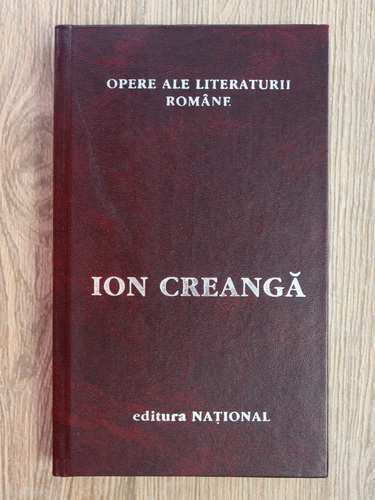 OPERE ALE LITERATURII
ROMÂNE
ION CREANGĂ
editura NAȚIONAL